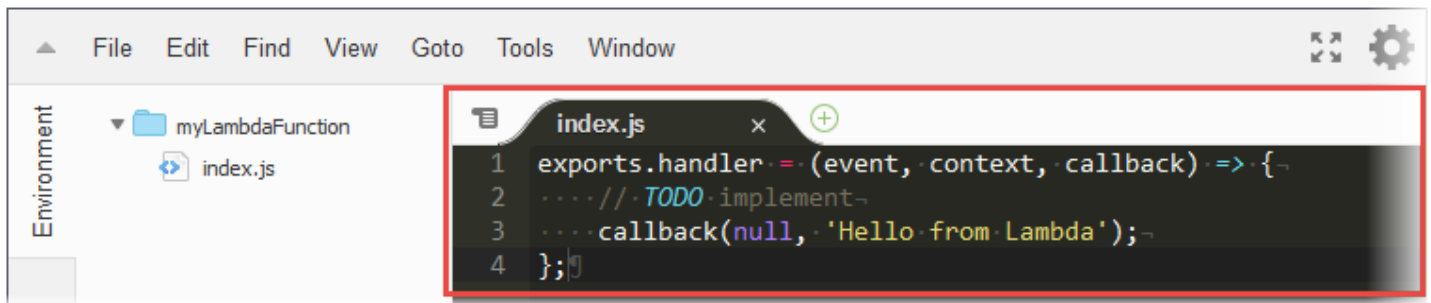 File Edit Find View Goto Tools Window
Environment
myLambdaFunction
index.js
index.js ×
1 exports.handler = (event, context, callback) => {
2     // TODO implement
3     callback(null, 'Hello from Lambda');
4 };